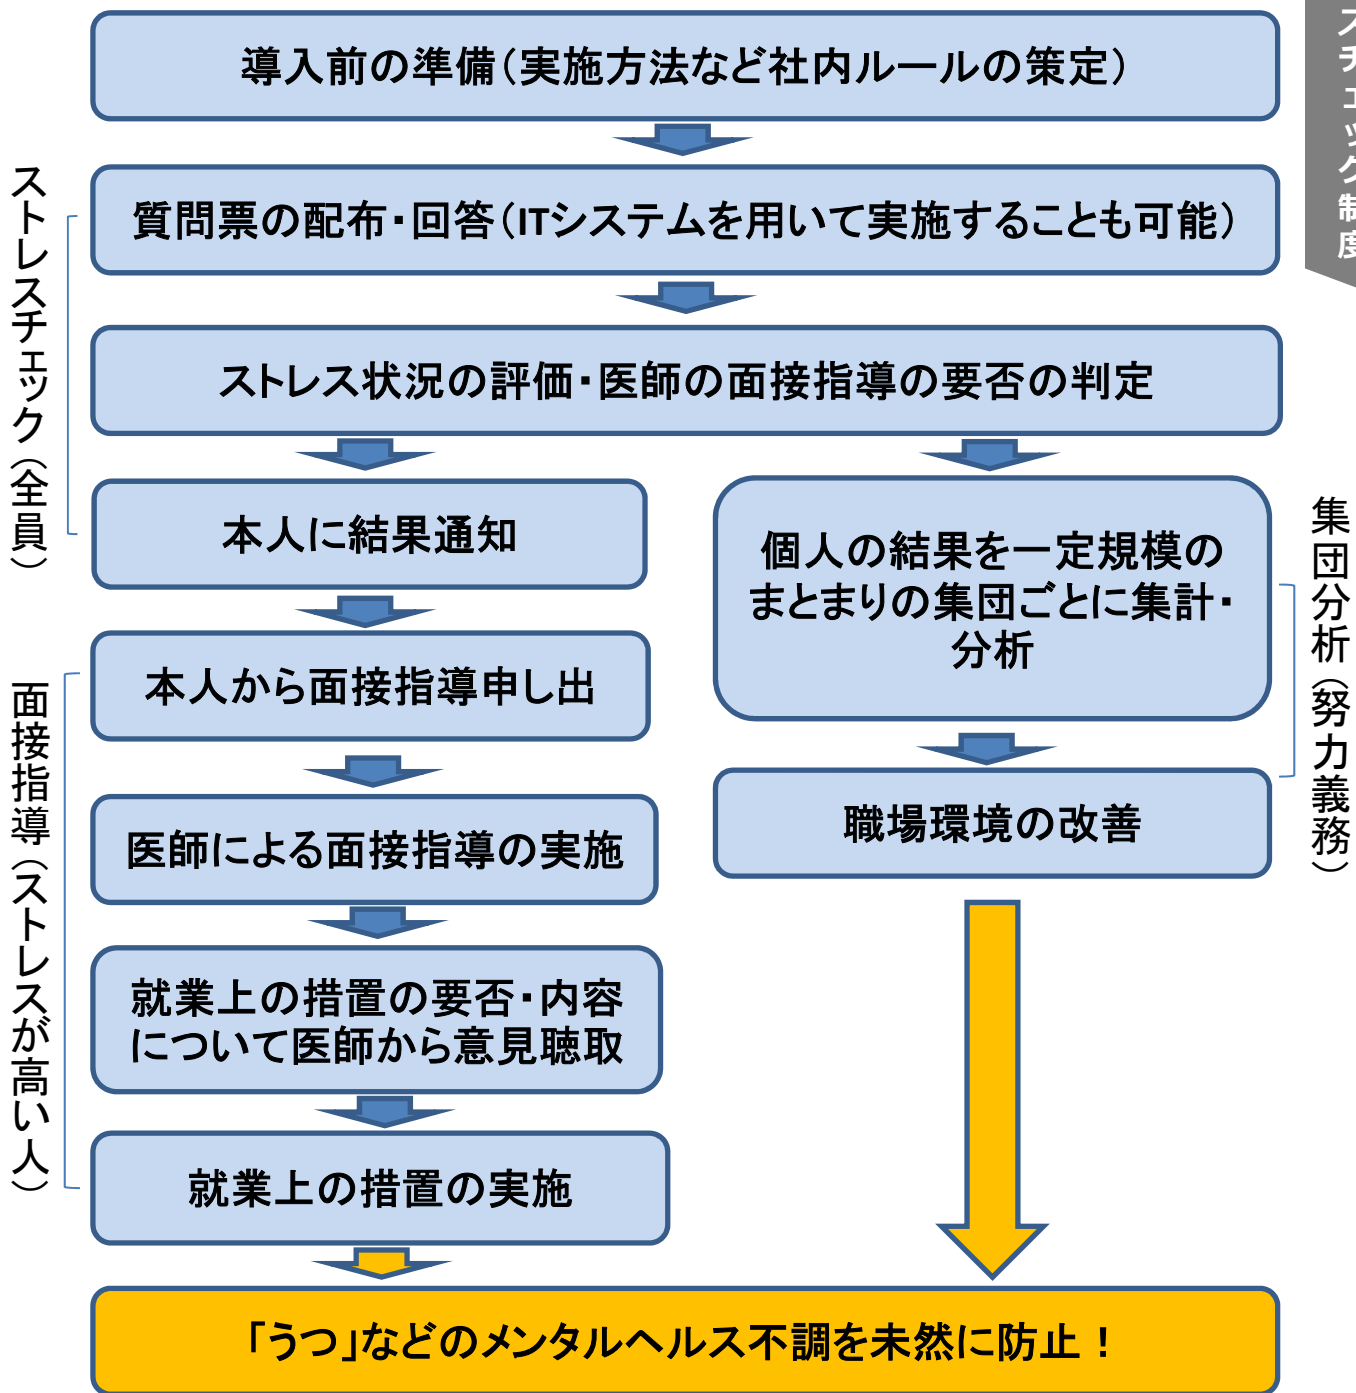 導入前の準備（実施方法など社内ルールの策定）
質問票の配布・回答（ITシステムを用いて実施することも可能）
ストレス状況の評価・医師の面接指導の要否の判定
ストレスチェック（全員）
本人に結果通知
本人から面接指導申し出
医師による面接指導の実施
就業上の措置の要否・内容
について医師から意見聴取
就業上の措置の実施
面接指導（ストレスが高い人）
個人の結果を一定規模の
まとまりの集団ごとに集計・
分析
職場環境の改善
集団分析（努力義務）
「うつ」などのメンタルヘルス不調を未然に防止！
スチェック制度